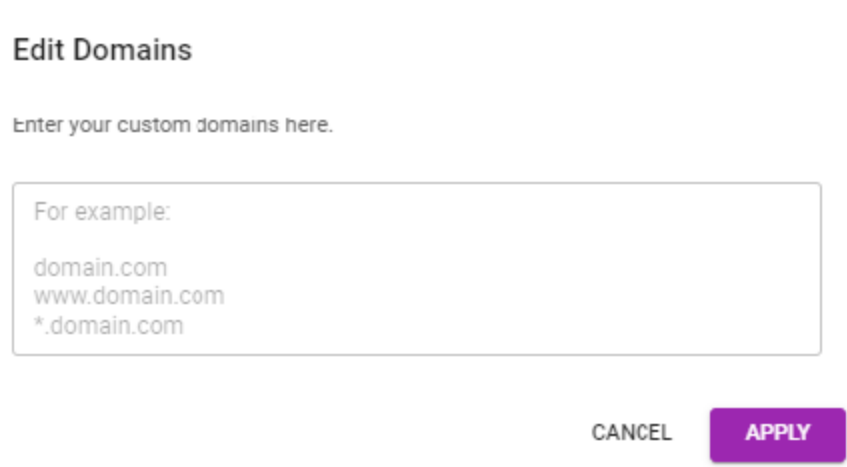 Edit Domains
Enter your custom domains here.
For example:
domain.com
www.domain.com
*.domain.com
CANCEL APPLY